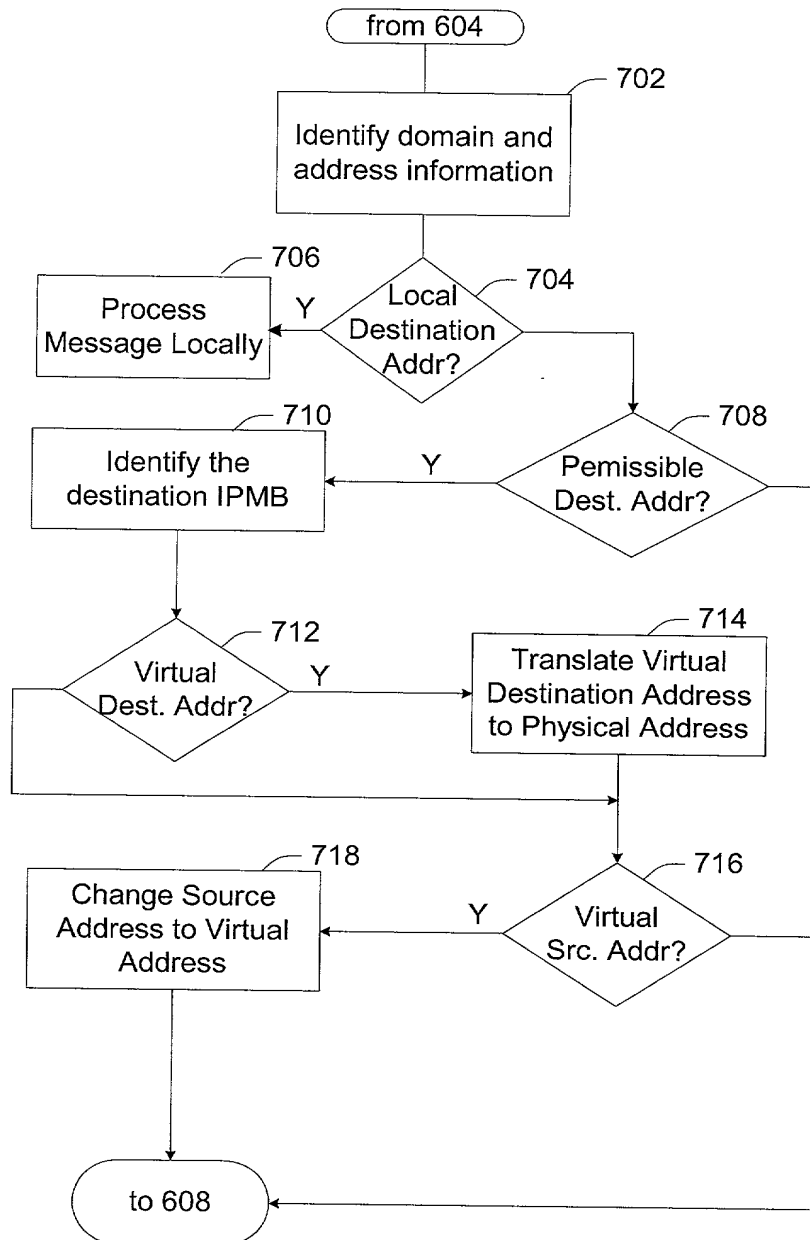 from 604
702
Identify domain and
address information
706
Process
Message Locally
Y
704
Local
Destination
Addr?
710
Identify the
destination IPMB
Y
708
Pemissible
Dest. Addr?
712
Virtual
Dest. Addr?
Y
714
Translate Virtual
Destination Address
to Physical Address
718
Change Source
Address to Virtual
Address
Y
716
Virtual
Src. Addr?
to 608